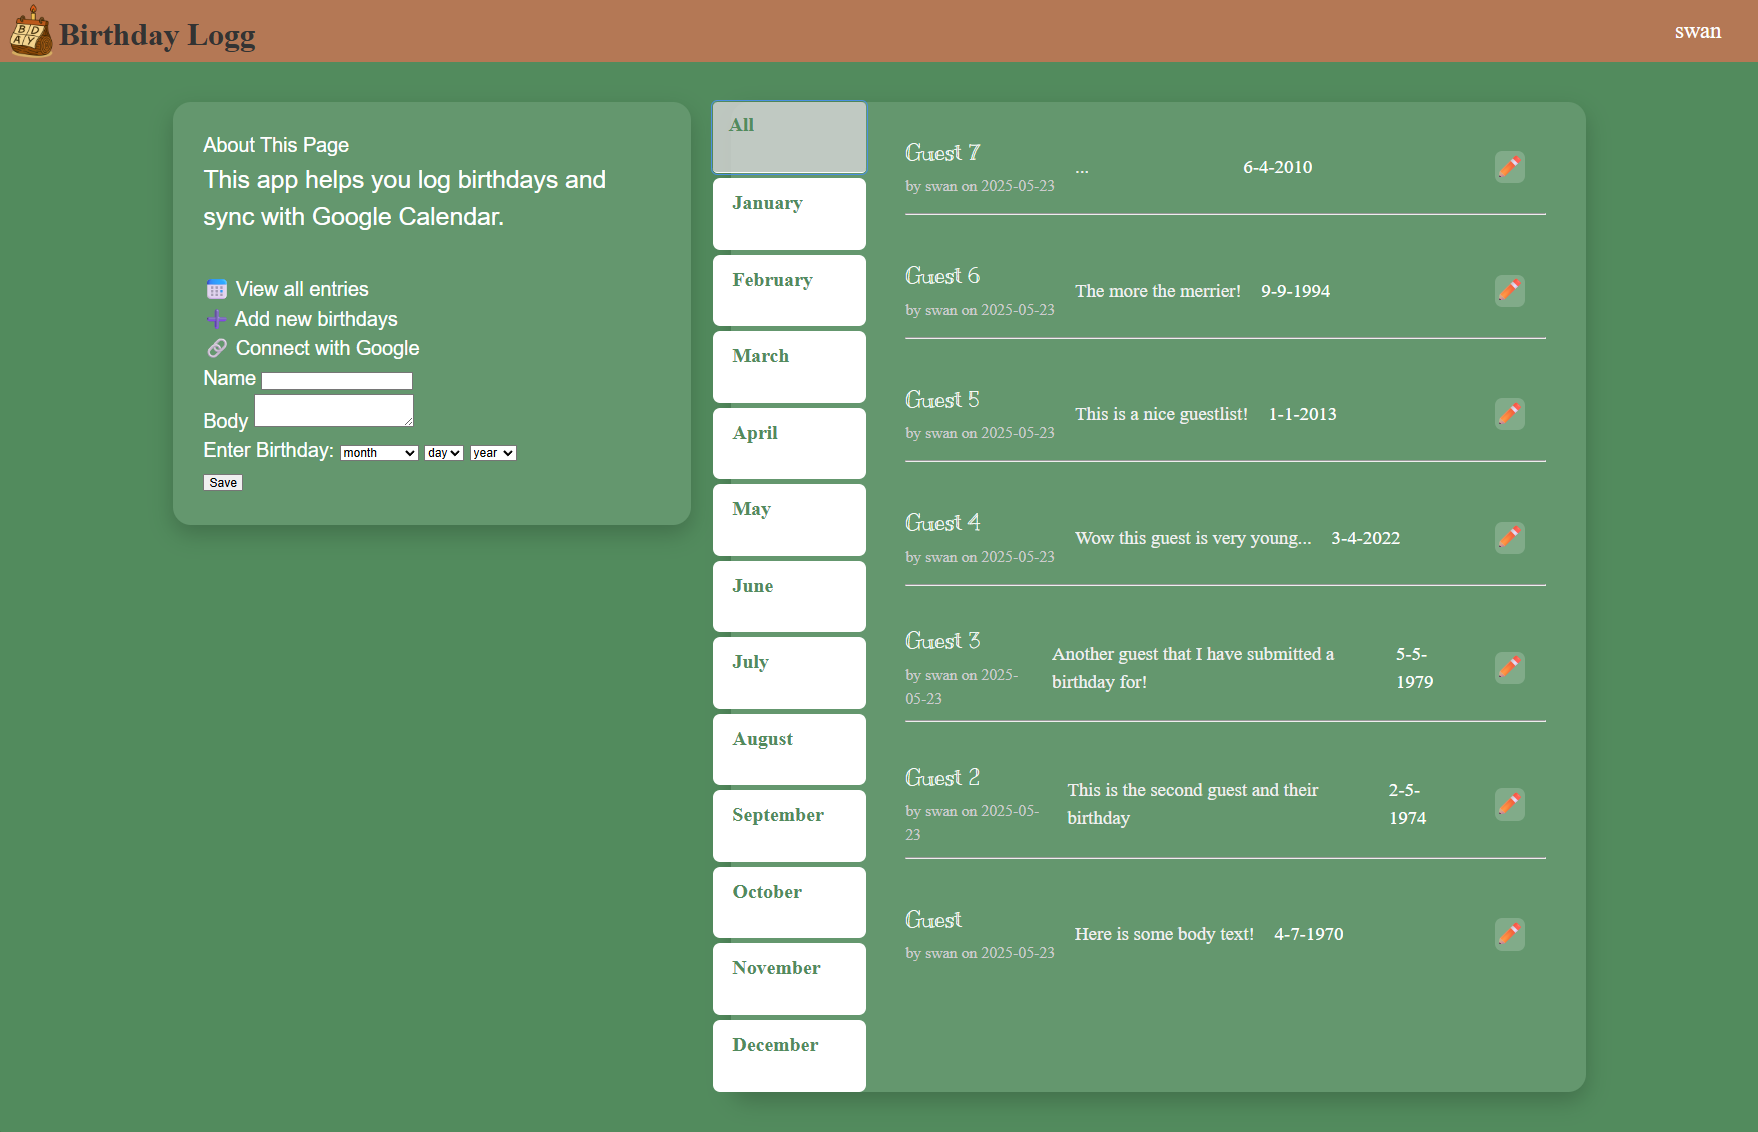 BD
AY
Birthday Logg
swan
About This Page
This app helps you log birthdays and
sync with Google Calendar.
View all entries
Add new birthdays
Connect with Google
Name
Body
Enter Birthday: month day year
Save
All
January
February
March
April
May
June
July
August
September
October
November
December
Guest 7
by swan on 2025-05-23
...
6-4-2010
Guest 6
by swan on 2025-05-23
The more the merrier!
9-9-1994
Guest 5
by swan on 2025-05-23
This is a nice guestlist!
1-1-2013
Guest 4
by swan on 2025-05-23
Wow this guest is very young...
3-4-2022
Guest 3
by swan on 2025-
05-23
Another guest that I have submitted a
birthday for!
5-5-
1979
Guest 2
by swan on 2025-05-
23
This is the second guest and their
birthday
2-5-
1974
Guest
by swan on 2025-05-23
Here is some body text!
4-7-1970